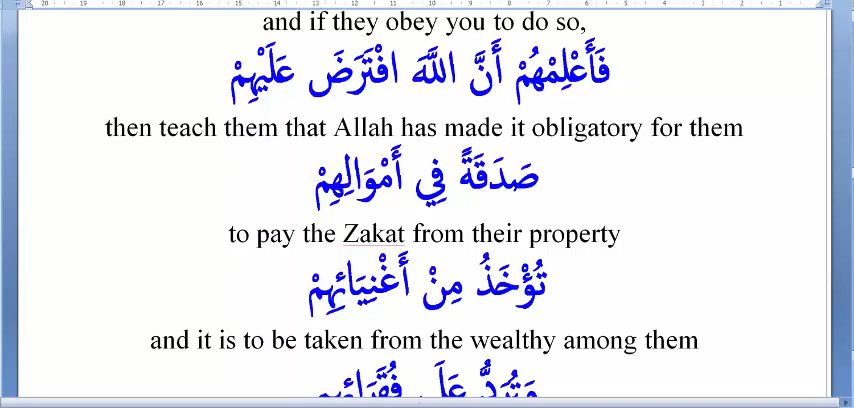 and if they obey you to do so,
فَأَعْلِمْهُمْ أَنَّ اللَّهَ افْتَرَضَ عَلَيْهِمْ
then teach them that Allah has made it obligatory for them
صَدَقَةً فِي أَمْوَالِهِمْ
to pay the Zakat from their property
تُؤْخَذُ مِنْ أَغْنِيَائِهِمْ
and it is to be taken from the wealthy among them
وَتُرَدُّ عَلَى فُقَرَائِهِمْ